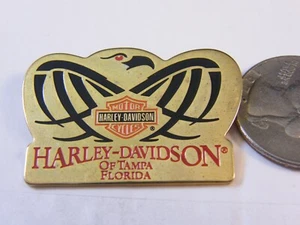 MOTOR
HARLEY-DAVIDSON
CYCLES
®
HARLEY-DAVIDSON®
OF TAMPA
FLORIDA